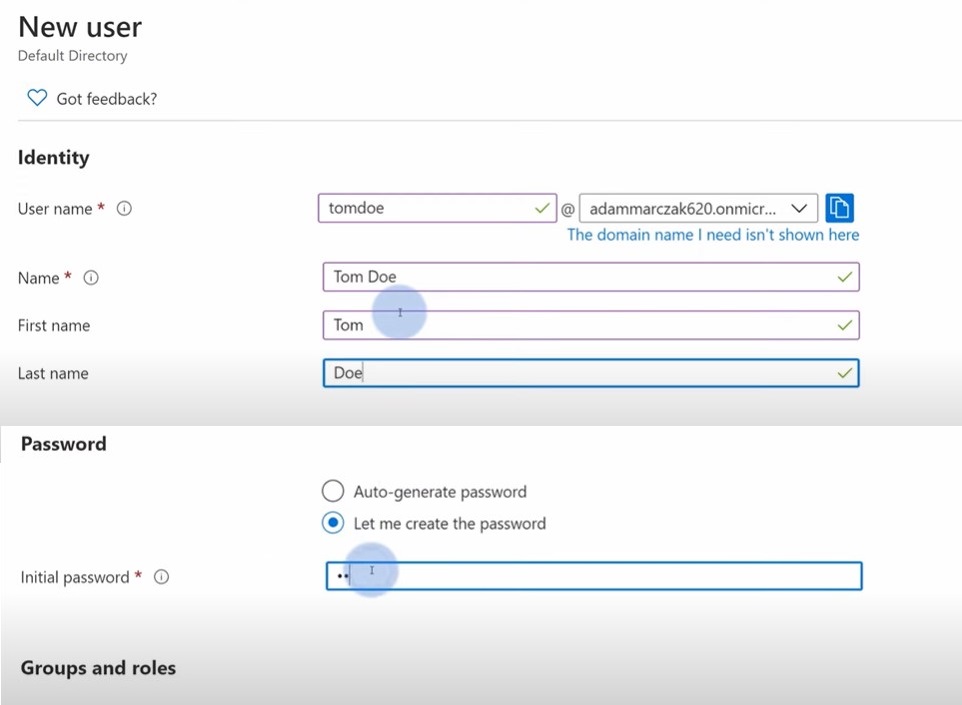 New user
Default Directory
Got feedback?
Identity
User name *
tomdoe @ adammarczak620.onmicr...
The domain name I need isn't shown here
Name *
Tom Doe
First name
Tom
Last name
Doe
Password
Auto-generate password
Let me create the password
Initial password *
••
Groups and roles